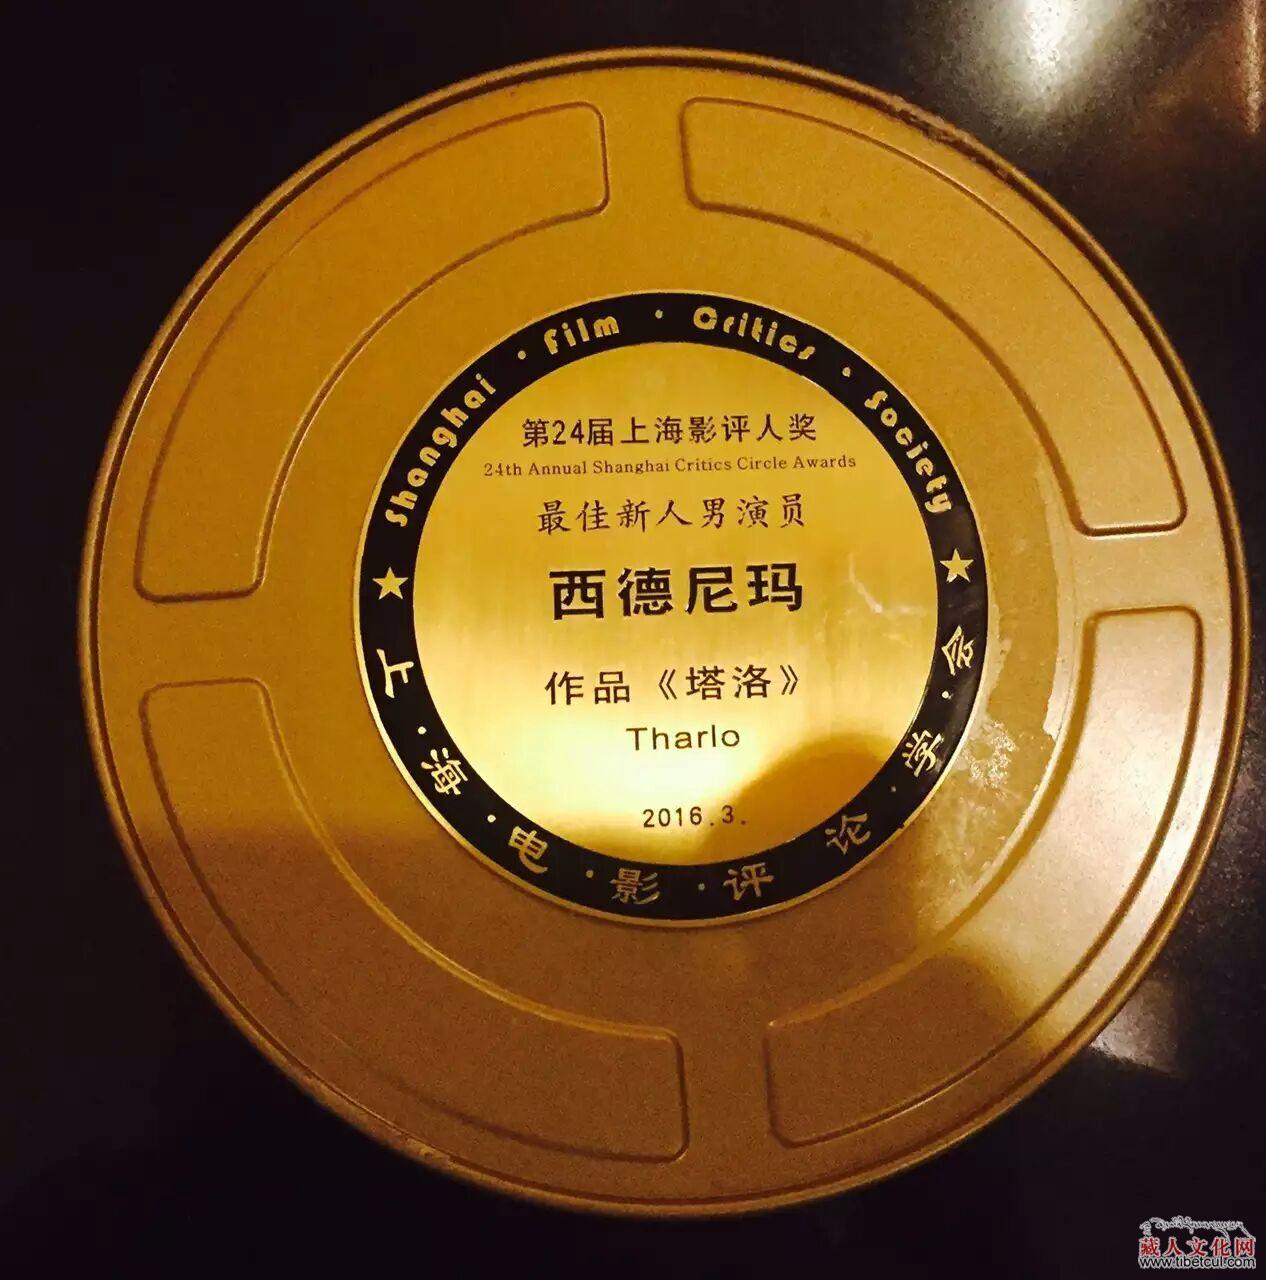 Shanghai · Film · Critics · Society
第24届上海影评人奖
24th Annual Shanghai Critics Circle Awards
最佳新人男演员
西德尼玛
作品《塔洛》
Tharlo
2016.3.
上·海·电·影·评·论·学·会
藏人文化网
www.tibetcul.com